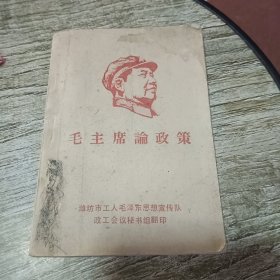 毛主席論政策
潍坊市工人毛泽东思想宣传队
政工会议秘书组翻印